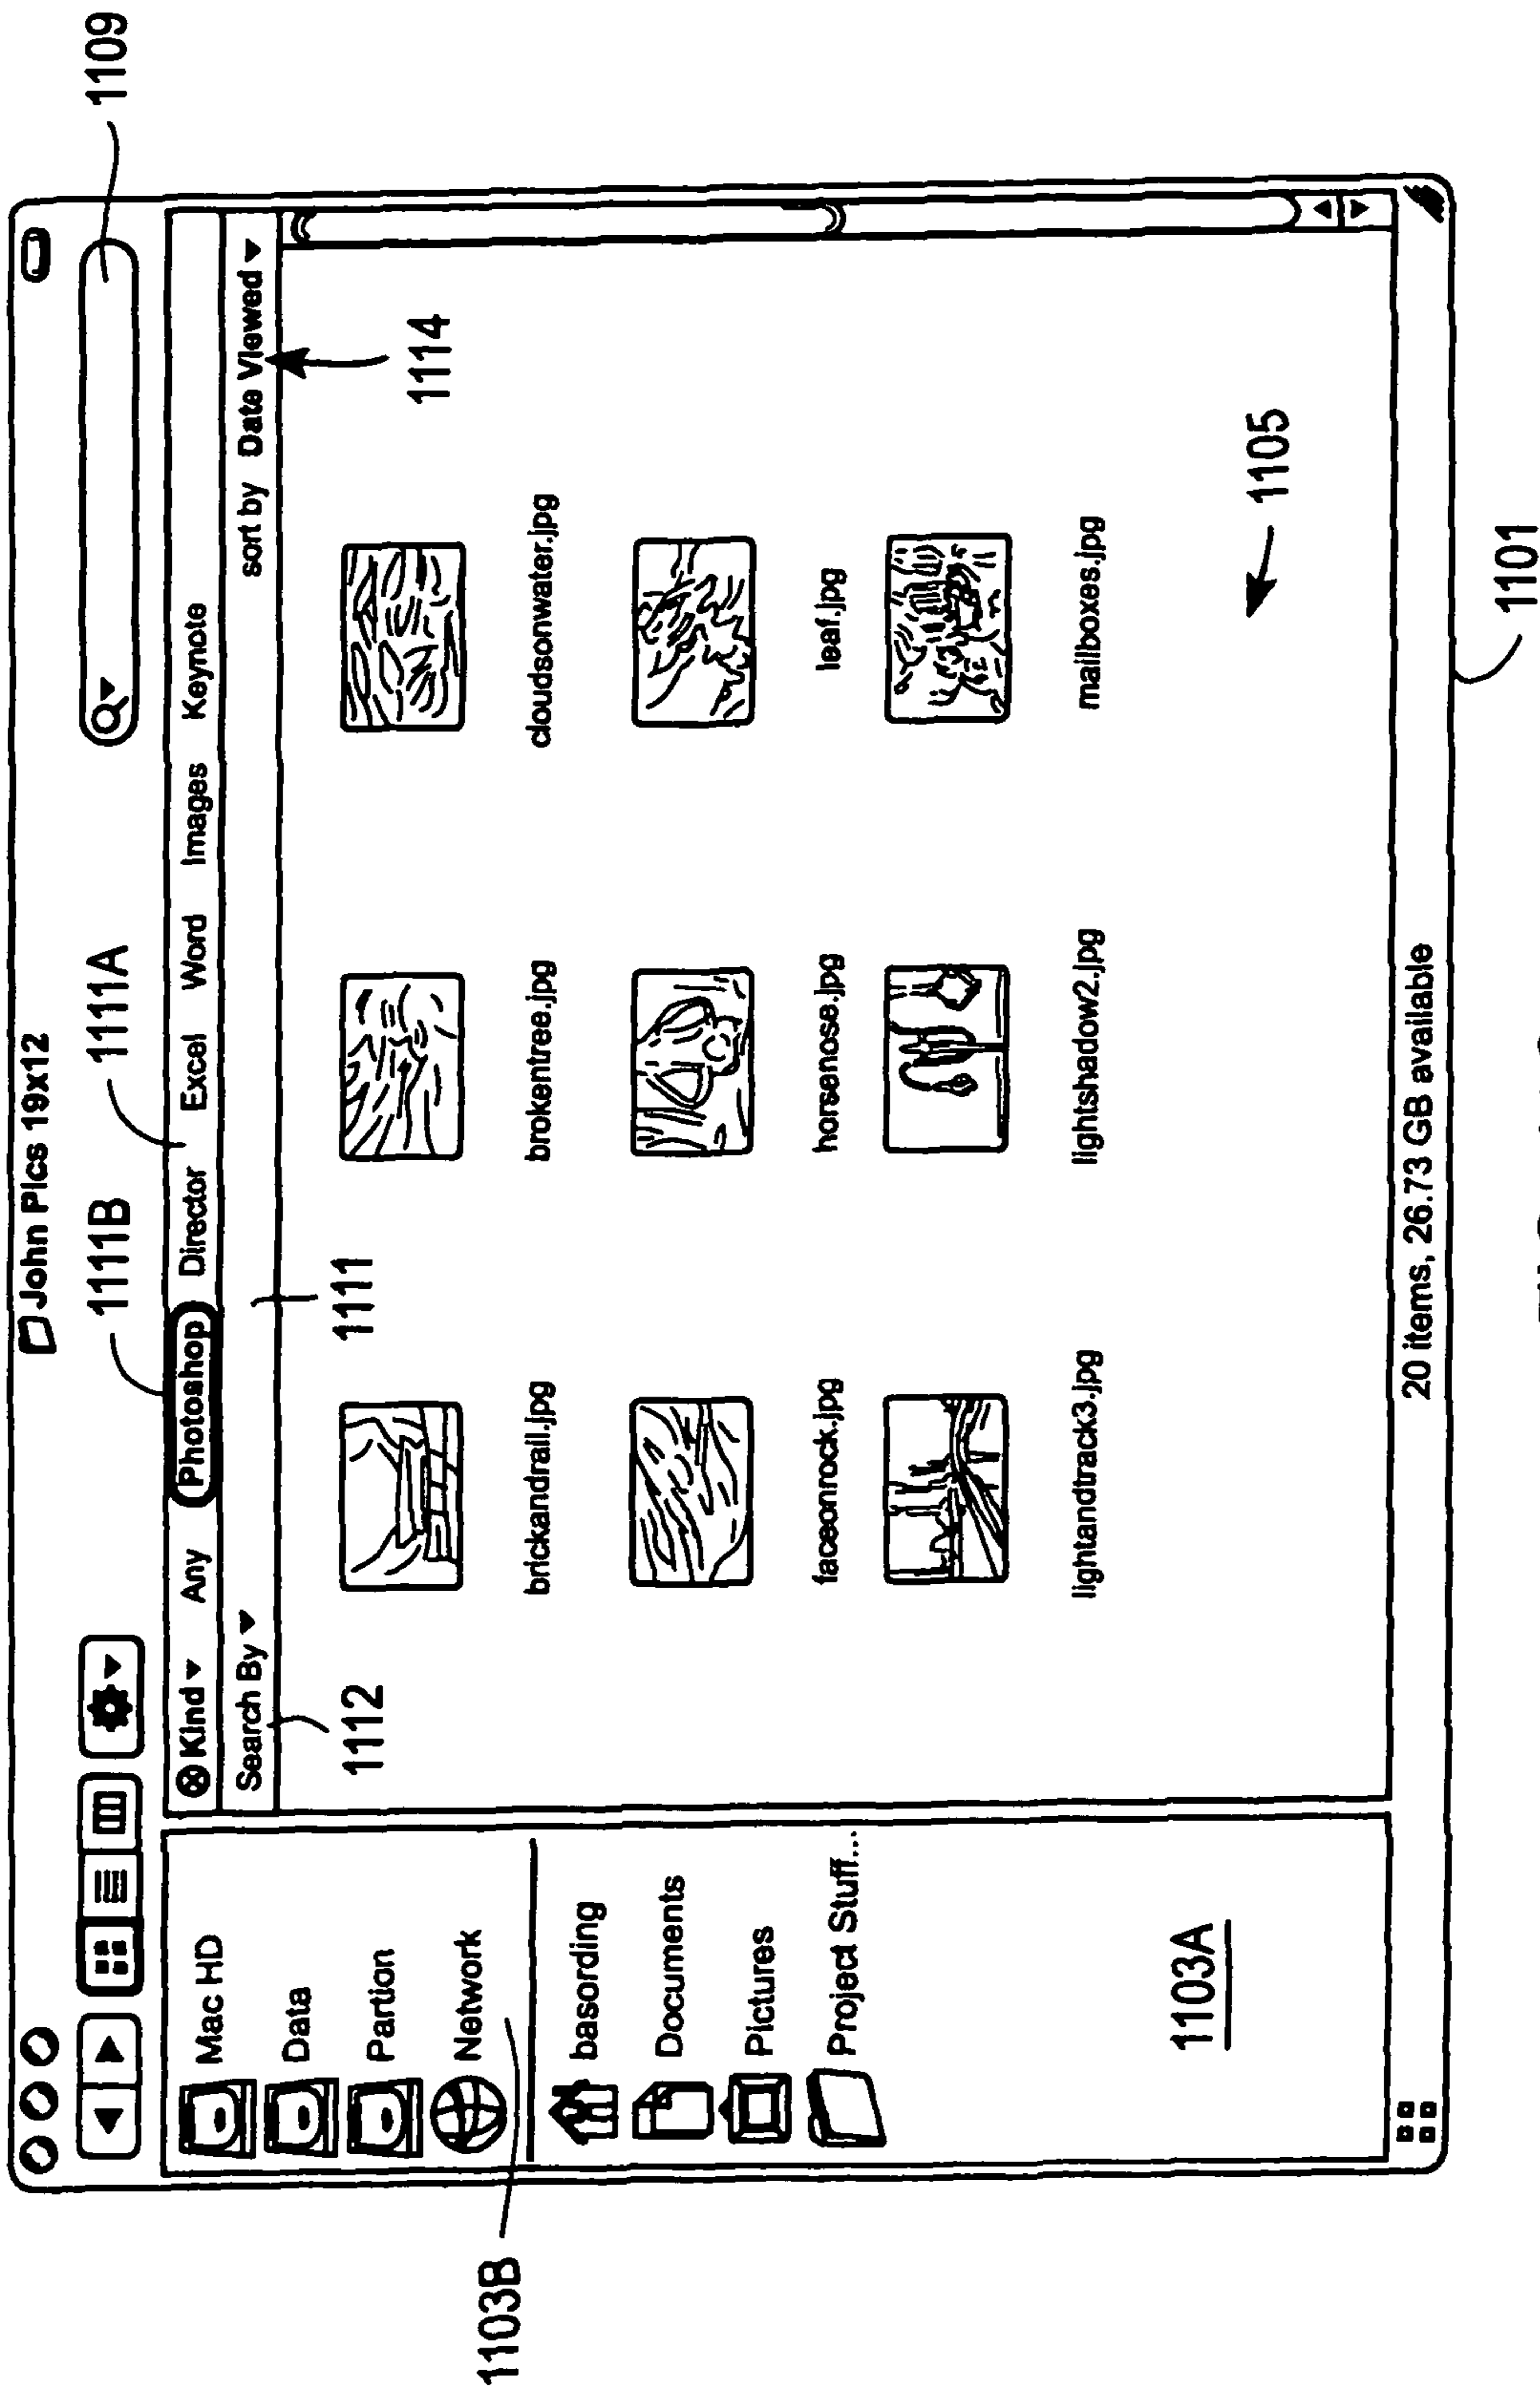 John Pics 19x12
1109
1111B
1111A
Kind Any Photoshop Director Excel Word Images Keynote
Search By sort by Date Viewed
1112
1111
1114
Mac HD
Data
Partion
Network
1103B
basording
Documents
Pictures
Project Stuff...
1103A
brickandrail.jpg brokentree.jpg cloudsonwater.jpg
faceonrock.jpg horsenose.jpg leaf.jpg
lightandtrack3.jpg lightshadow2.jpg mailboxes.jpg
1105
20 items, 26.73 GB available
1101